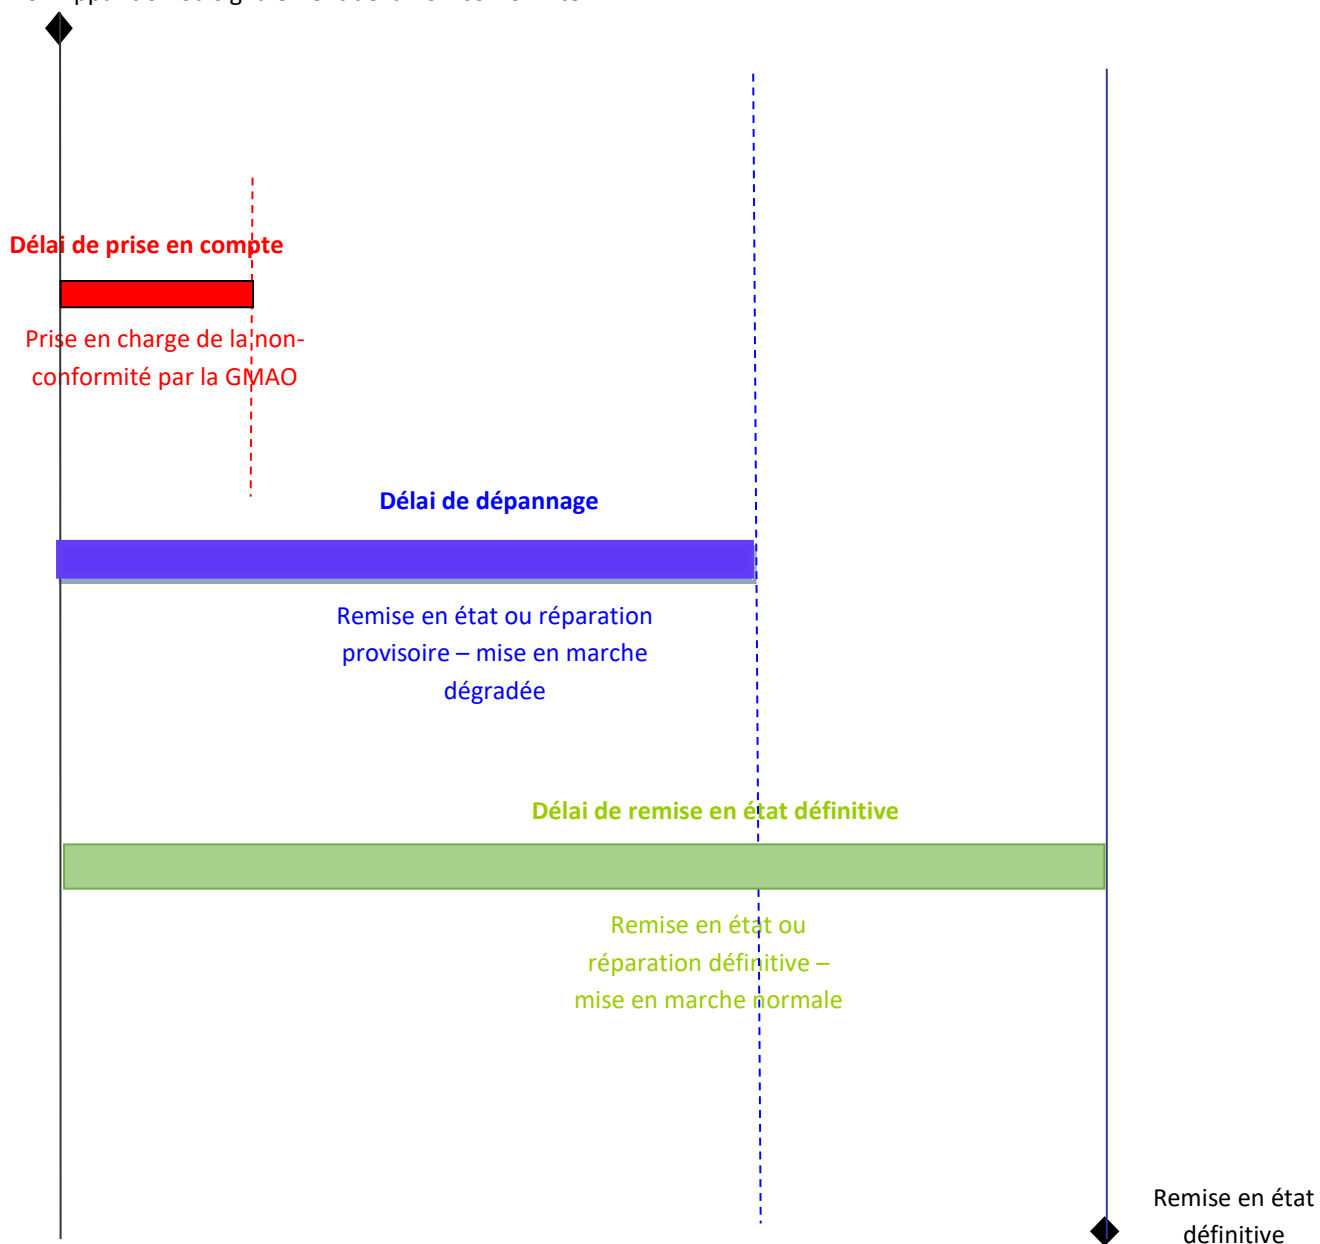 Délai de prise en compte
Prise en charge de la non-
conformité par la GMAO
Délai de dépannage
Remise en état ou réparation
provisoire – mise en marche
dégradée
Délai de remise en état définitive
Remise en état ou
réparation définitive –
mise en marche normale
Remise en état
définitive